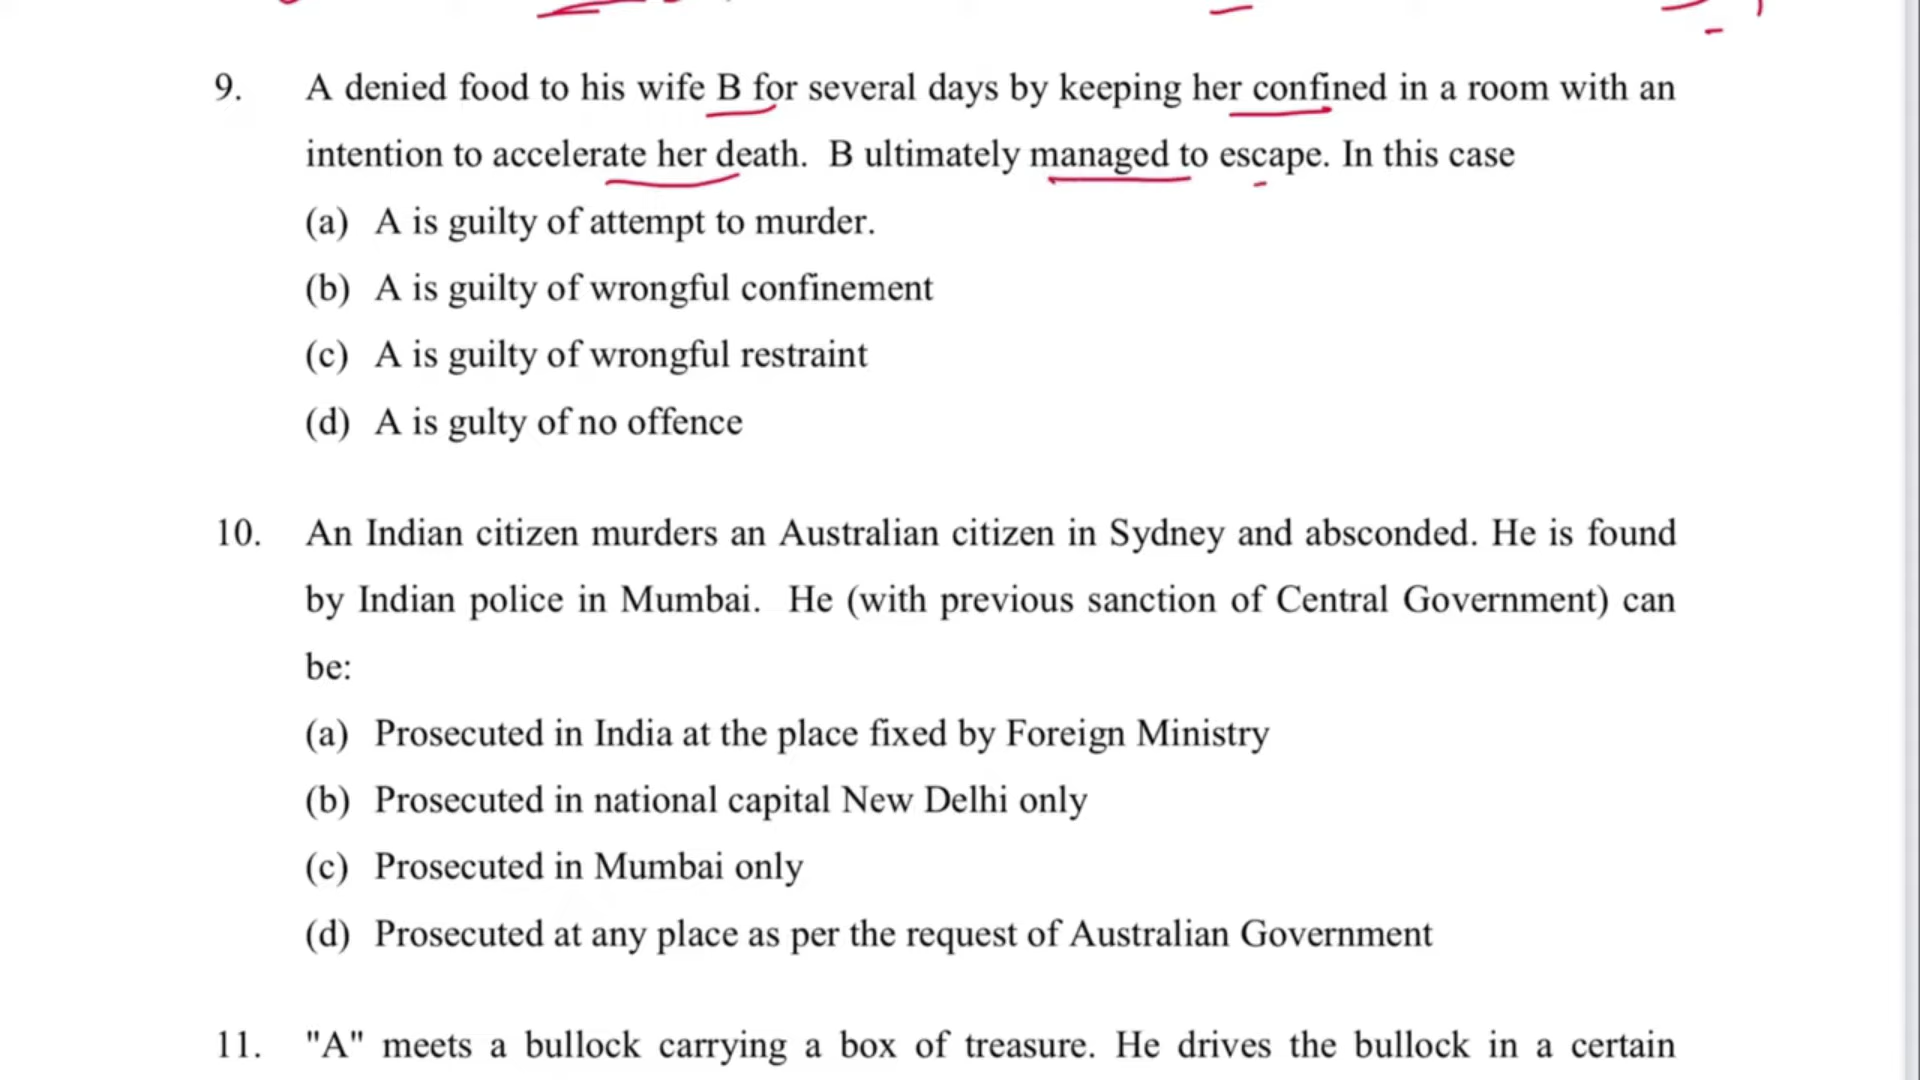 9. A denied food to his wife B for several days by keeping her confined in a room with an
intention to accelerate her death. B ultimately managed to escape. In this case
(a) A is guilty of attempt to murder.
(b) A is guilty of wrongful confinement
(c) A is guilty of wrongful restraint
(d) A is gulty of no offence
10. An Indian citizen murders an Australian citizen in Sydney and absconded. He is found
by Indian police in Mumbai. He (with previous sanction of Central Government) can
be:
(a) Prosecuted in India at the place fixed by Foreign Ministry
(b) Prosecuted in national capital New Delhi only
(c) Prosecuted in Mumbai only
(d) Prosecuted at any place as per the request of Australian Government
11. "A" meets a bullock carrying a box of treasure. He drives the bullock in a certain